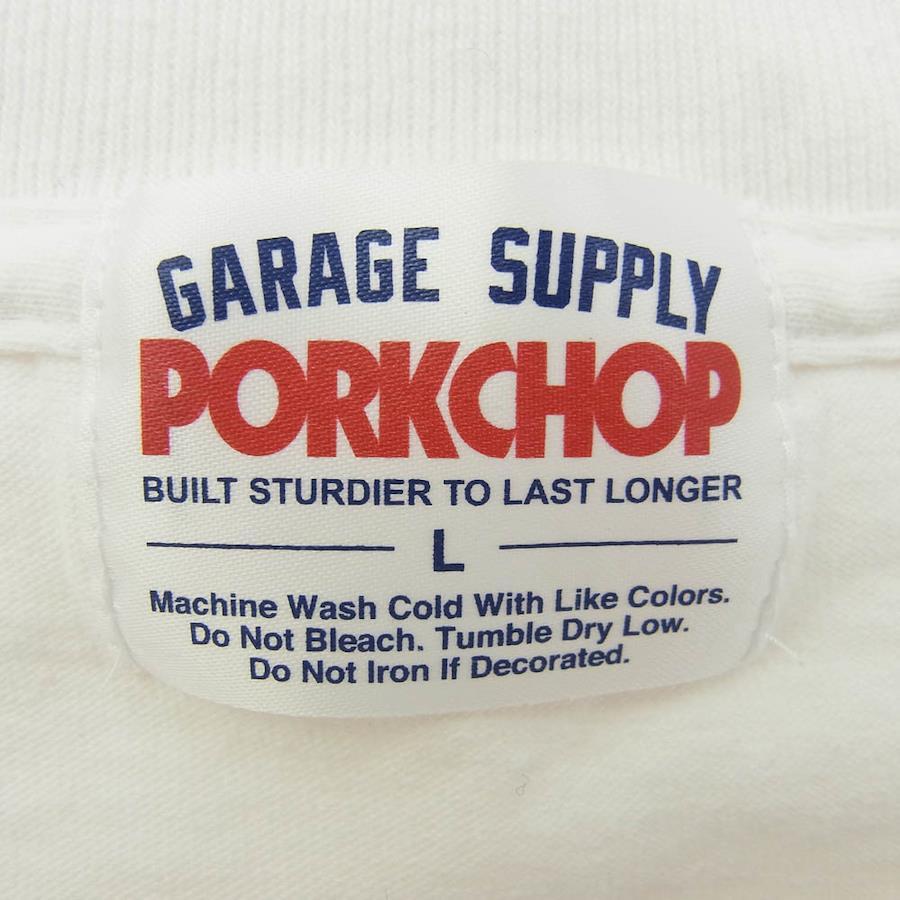 GARAGE SUPPLY
PORKCHOP
BUILT STURDIER TO LAST LONGER
L
Machine Wash Cold With Like Colors.
Do Not Bleach. Tumble Dry Low.
Do Not Iron If Decorated.